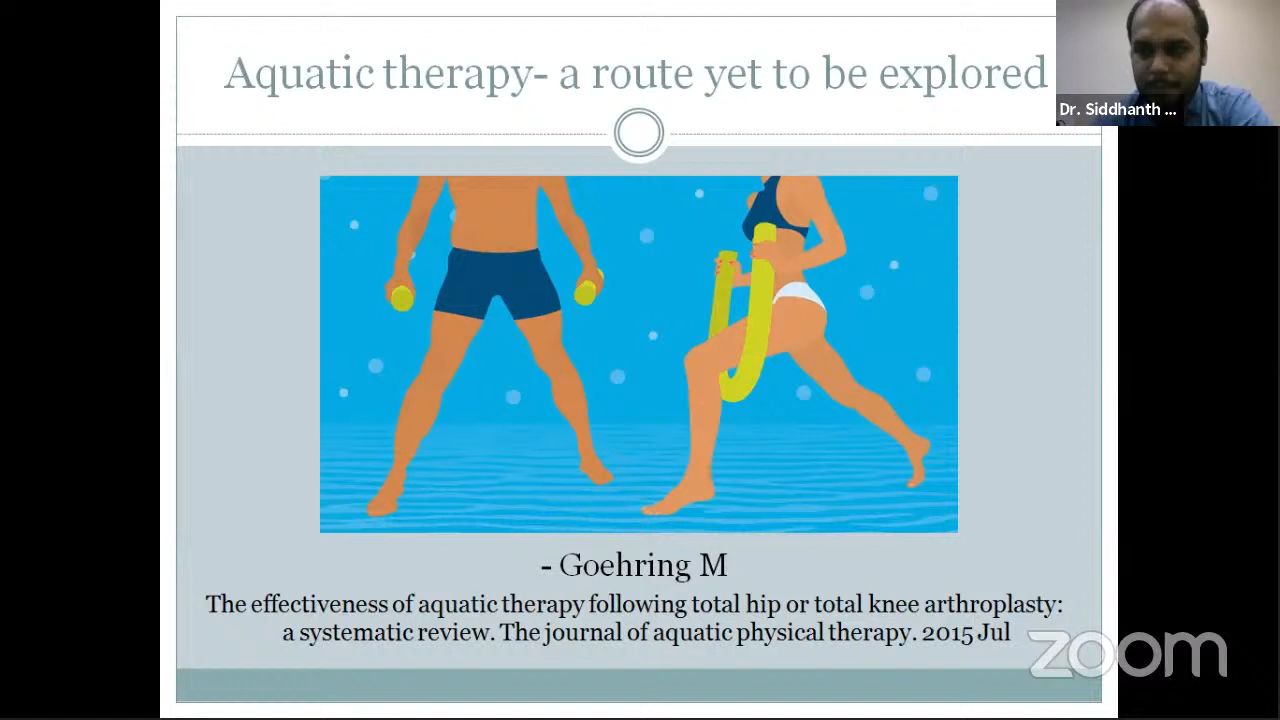 Aquatic therapy- a route yet to be explored
Dr. Siddhanth ...
- Goehring M
The effectiveness of aquatic therapy following total hip or total knee arthroplasty:
a systematic review. The journal of aquatic physical therapy. 2015 Jul
zoom